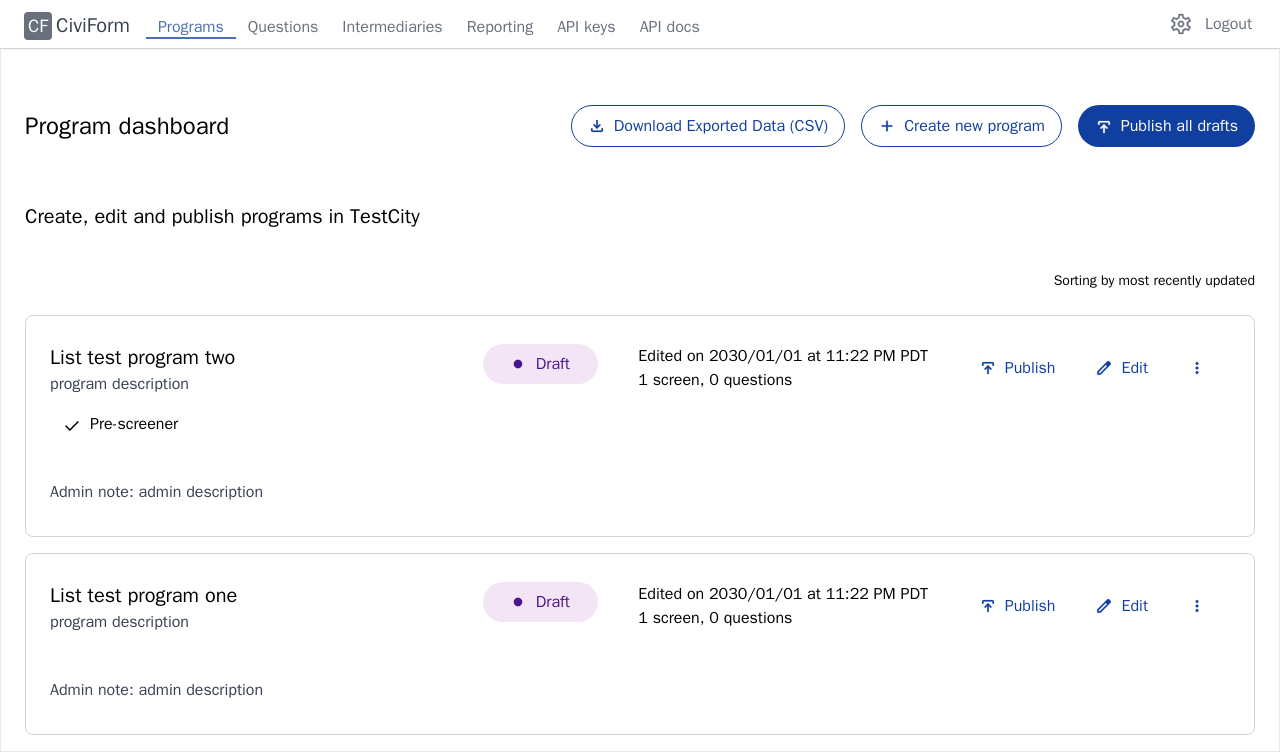 CF CiviForm Programs Questions Intermediaries Reporting API keys API docs Logout
Program dashboard Download Exported Data (CSV) Create new program Publish all drafts
Create, edit and publish programs in TestCity
Sorting by most recently updated
List test program two
program description
Pre-screener
Admin note: admin description
Draft
Edited on 2030/01/01 at 11:22 PM PDT
1 screen, 0 questions
Publish Edit
List test program one
program description
Admin note: admin description
Draft
Edited on 2030/01/01 at 11:22 PM PDT
1 screen, 0 questions
Publish Edit